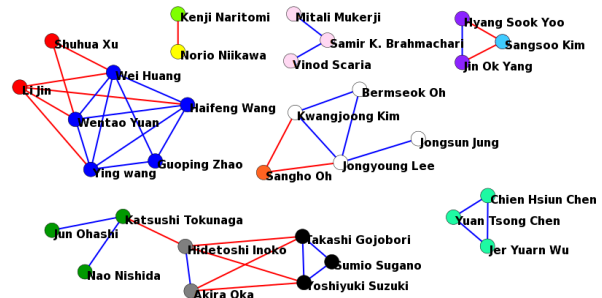 Kenji Naritomi
Mitali Mukerji
Hyang Sook Yoo
Shuhua Xu
Norio Niikawa
Samir K. Brahmachari
Sangsoo Kim
Vinod Scaria
Jin Ok Yang
Wei Huang
Li Jin
Bermseok Oh
Haifeng Wang
Kwangjoong Kim
Wentao Yuan
Jongsun Jung
Guoping Zhao
Jongyoung Lee
Ying wang
Sangho Oh
Chien Hsiun Chen
Katsushi Tokunaga
Yuan Tsong Chen
Jun Ohashi
Takashi Gojobori
Hidetoshi Inoko
Jer Yuarn Wu
Sumio Sugano
Nao Nishida
Yoshiyuki Suzuki
Akira Oka